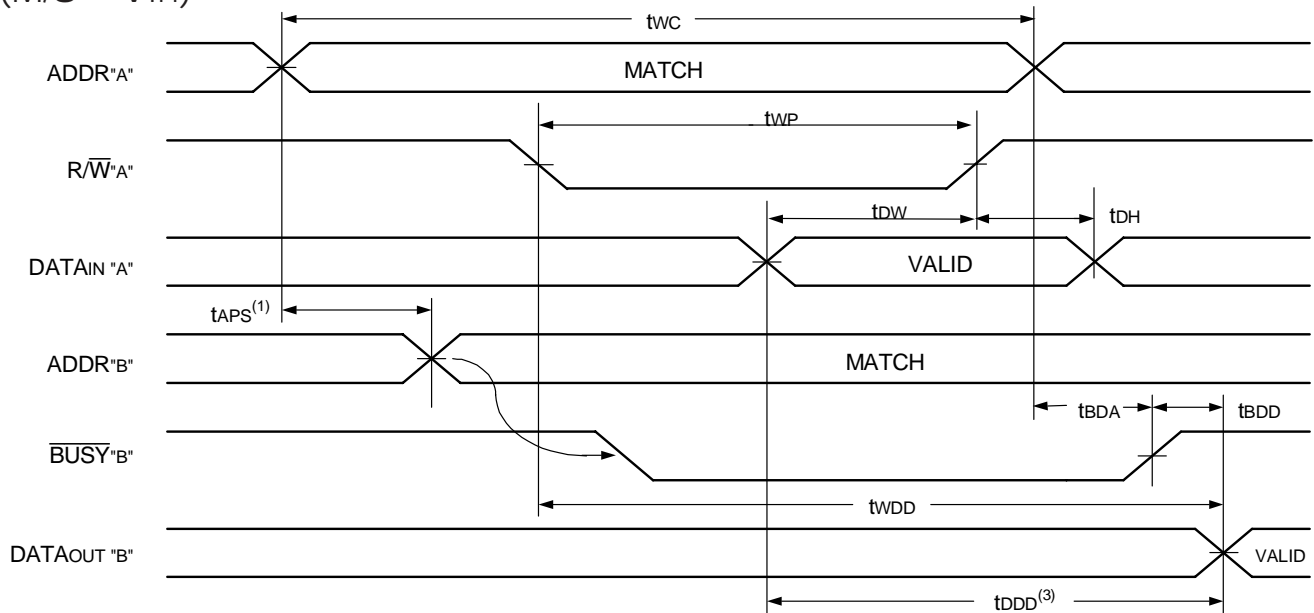 tWC
ADDR"A"
MATCH
tWP
R/W̅"A"
tDW
tDH
DATAIN "A"
VALID
tAPS(1)
ADDR"B"
MATCH
tBDA
tBDD
B̅U̅S̅Y̅"B"
tWDD
DATAOUT "B"
VALID
tDDD(3)